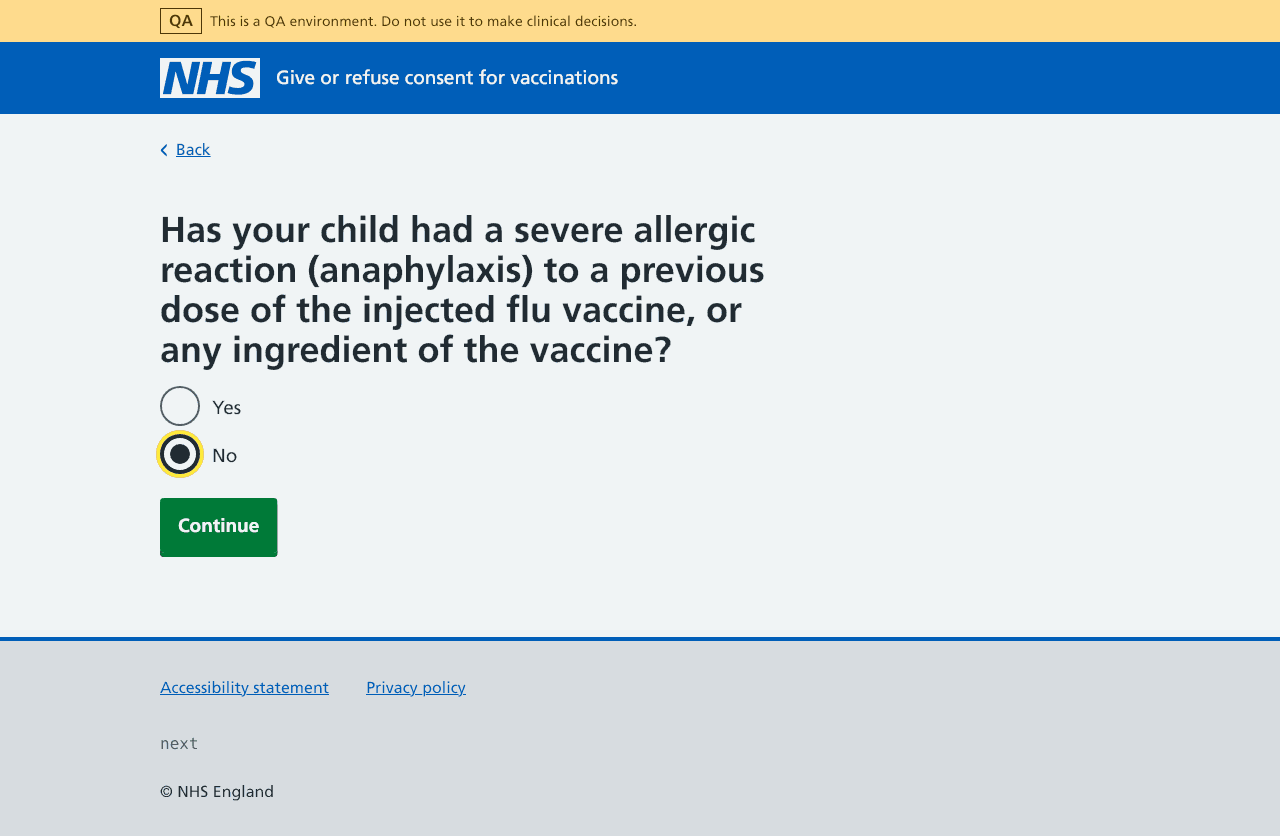 QA This is a QA environment. Do not use it to make clinical decisions.
NHS Give or refuse consent for vaccinations
Back
Has your child had a severe allergic
reaction (anaphylaxis) to a previous
dose of the injected flu vaccine, or
any ingredient of the vaccine?
Yes
No
Continue
Accessibility statement Privacy policy
next
© NHS England